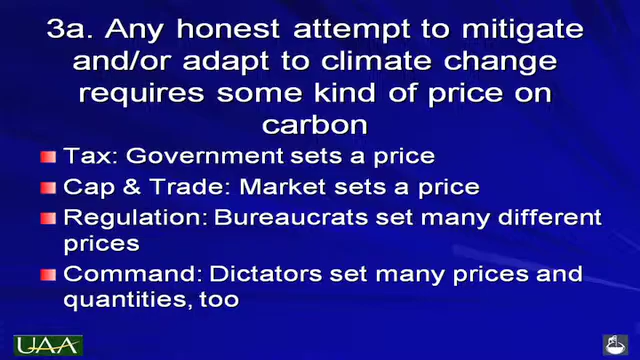 3a. Any honest attempt to mitigate
and/or adapt to climate change
requires some kind of price on
carbon
Tax: Government sets a price
Cap & Trade: Market sets a price
Regulation: Bureaucrats set many different
prices
Command: Dictators set many prices and
quantities, too
UAA